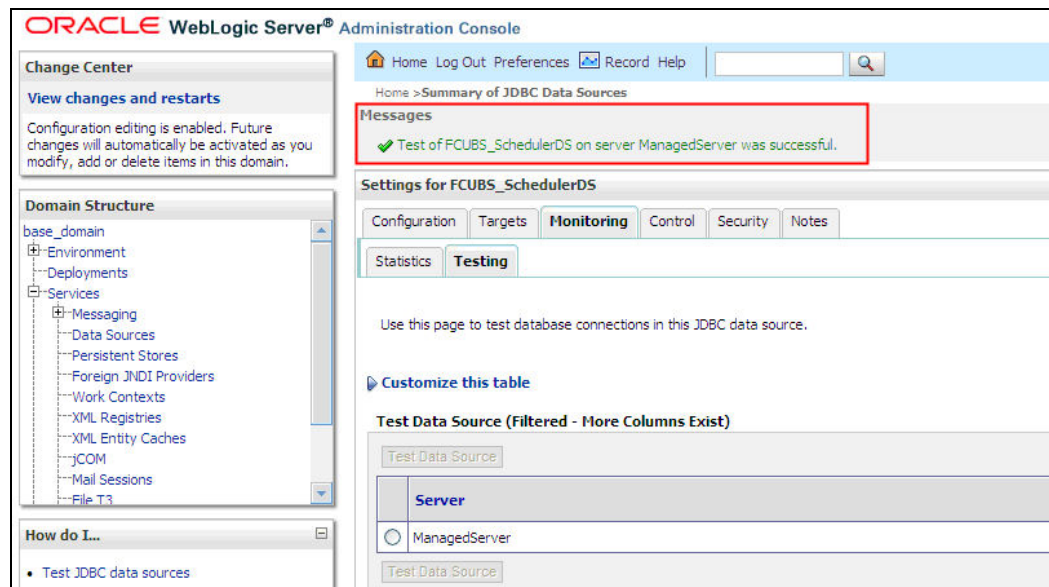 ORACLE WebLogic Server® Administration Console
Change Center
View changes and restarts
Configuration editing is enabled. Future
changes will automatically be activated as you
modify, add or delete items in this domain.
Domain Structure
base_domain
Environment
Deployments
Services
Messaging
Data Sources
Persistent Stores
Foreign JNDI Providers
Work Contexts
XML Registries
XML Entity Caches
jCOM
Mail Sessions
File T3
How do I...
• Test JDBC data sources
Home Log Out Preferences Record Help
Home >Summary of JDBC Data Sources
Messages
Test of FCUBS_SchedulerDS on server ManagedServer was successful.
Settings for FCUBS_SchedulerDS
Configuration Targets Monitoring Control Security Notes
Statistics Testing
Use this page to test database connections in this JDBC data source.
Customize this table
Test Data Source (Filtered - More Columns Exist)
Test Data Source
Server
ManagedServer
Test Data Source